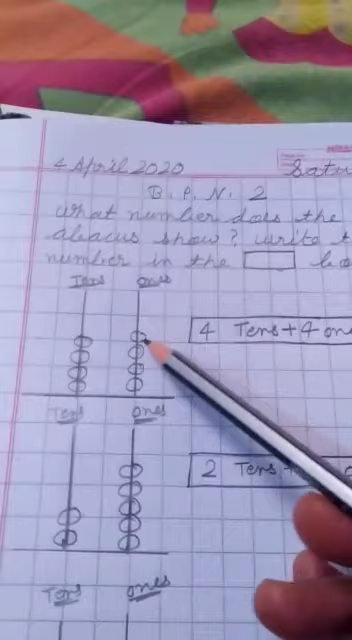 4 April 2020 Satu
B. P. N. 2
What number does the
abacus show? write t
number in the bo
Tens ones
4 Tens + 4 on
Tens ones
2 Tens +
Tens ones